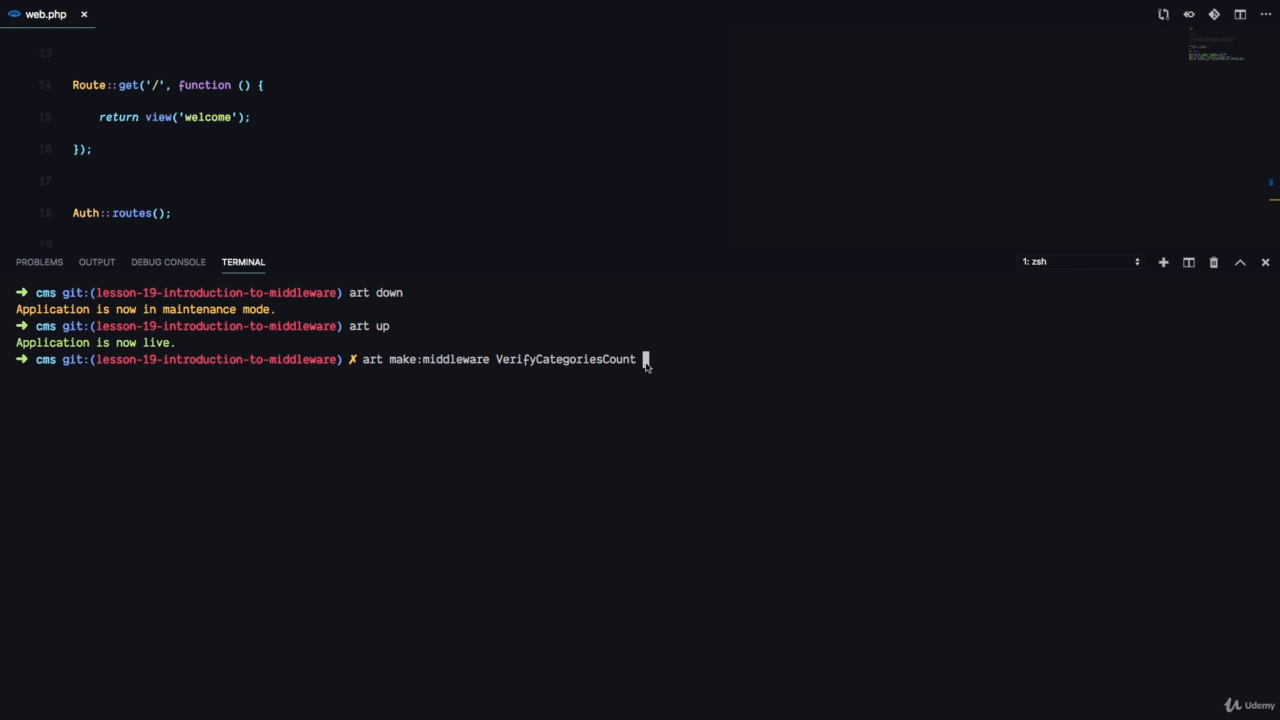 web.php
13
14 Route::get('/', function () {
15 return view('welcome');
16 });
17
18 Auth::routes();
19
PROBLEMS OUTPUT DEBUG CONSOLE TERMINAL 1: zsh
➜ cms git:(lesson-19-introduction-to-middleware) art down
Application is now in maintenance mode.
➜ cms git:(lesson-19-introduction-to-middleware) art up
Application is now live.
➜ cms git:(lesson-19-introduction-to-middleware) ✗ art make:middleware VerifyCategoriesCount
Udemy